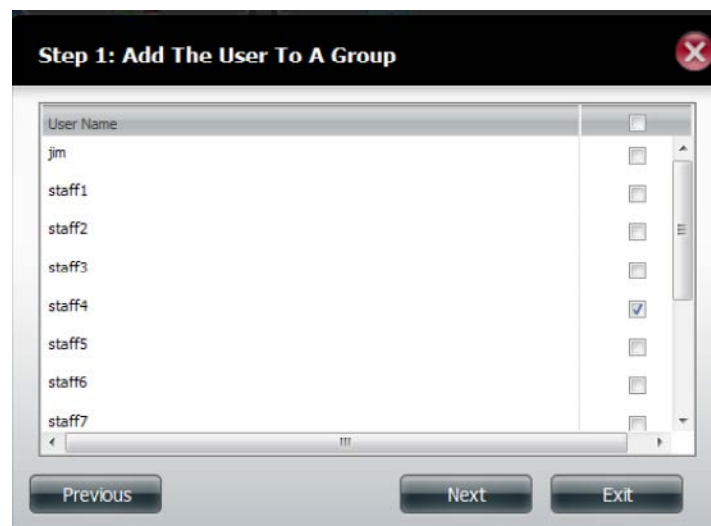 Step 1: Add The User To A Group
User Name
jim
staff1
staff2
staff3
staff4
staff5
staff6
staff7
Previous Next Exit